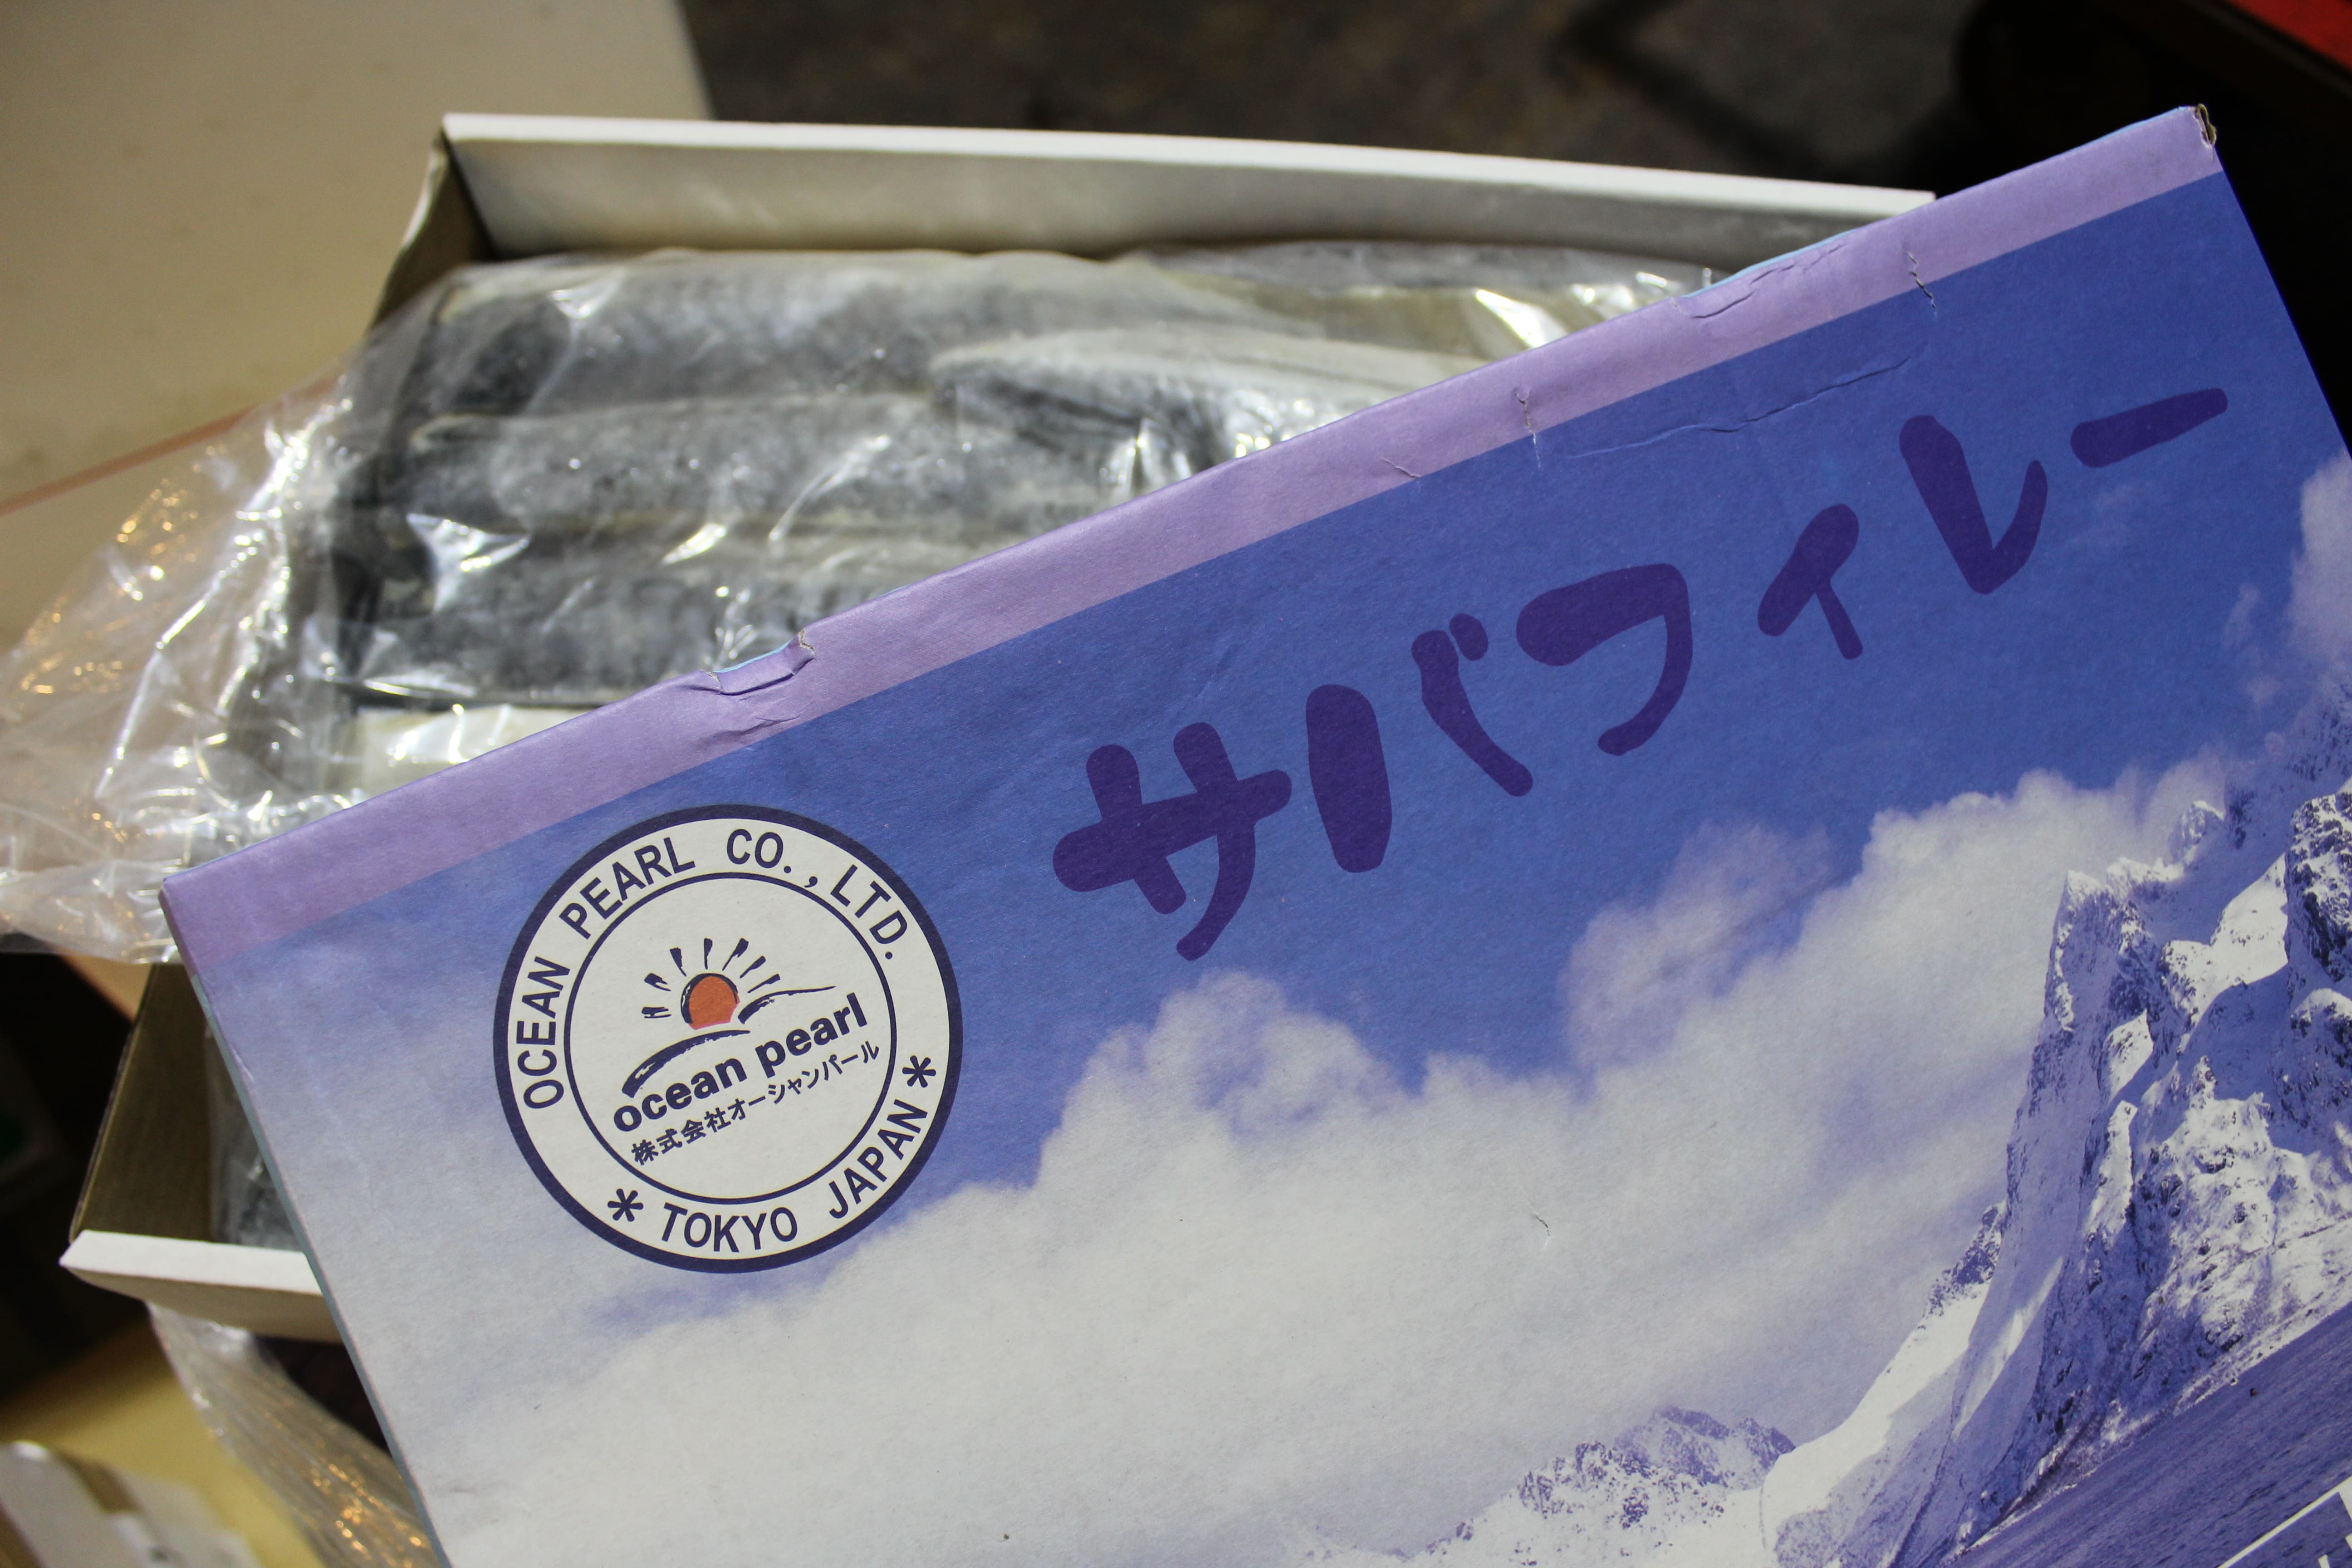 サバフィレー
OCEAN PEARL CO., LTD.
ocean pearl
株式会社オーシャンパール
* TOKYO JAPAN *